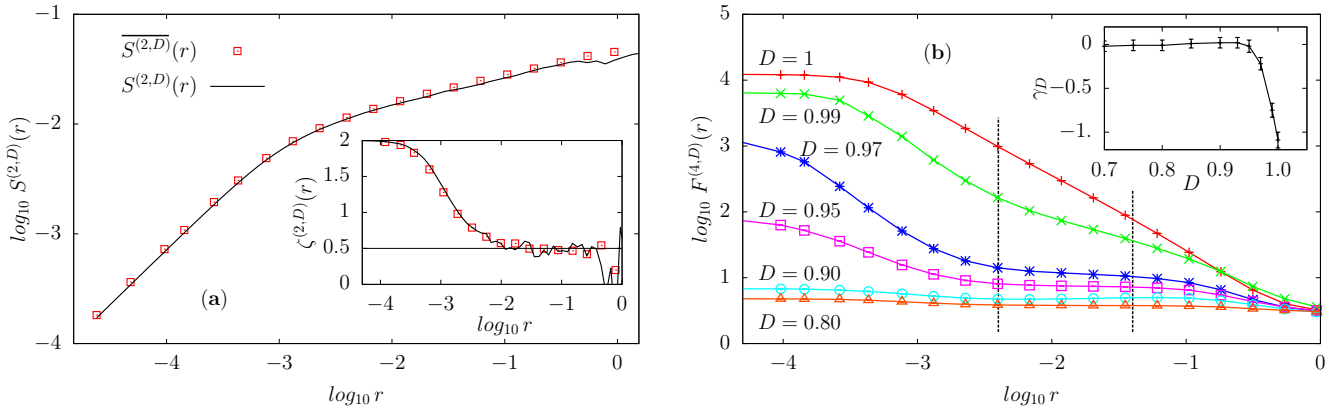 −1
−2
−3
−4
log₁₀ S^(2,D)(r)
\overline{S^(2,D)}(r)
S^(2,D)(r)
(a)
2
1.5
1
0.5
0
ζ^(2,D)(r)
−4 −3 −2 −1 0
log₁₀ r
−4 −3 −2 −1 0
log₁₀ r
5
4
3
2
1
0
log₁₀ F^(4,D)(r)
(b)
D = 1
D = 0.99
D = 0.97
D = 0.95
D = 0.90
D = 0.80
0
−0.5
−1
γ_D
0.7 0.8 0.9 1.0
D
−4 −3 −2 −1 0
log₁₀ r